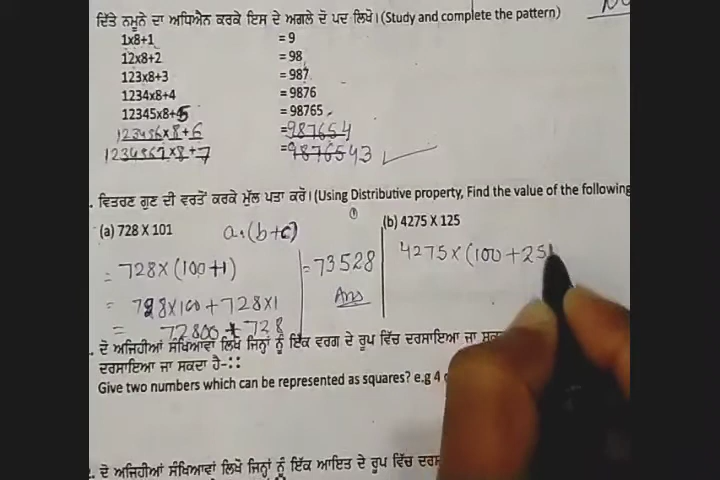 ਦਿੱਤੇ ਨਮੂਨੇ ਦਾ ਅਧਿਐਨ ਕਰਕੇ ਇਸ ਦੇ ਅਗਲੇ ਦੋ ਪਦ ਲਿਖੋ। (Study and complete the pattern)
1x8+1 = 9
12x8+2 = 98
123x8+3 = 987
1234x8+4 = 9876
12345x8+5 = 98765
123456x8+6 =987654
1234567x8+7 =9876543
. ਵਿਤਰਣ ਗੁਣ ਦੀ ਵਰਤੋਂ ਕਰਕੇ ਮੁੱਲ ਪਤਾ ਕਰੋ। (Using Distributive property, Find the value of the following
(a) 728 X 101 a.(b+c)
= 728x(100+1)
= 728x100+728x1
= 72800+728
=73528
Ans
(b) 4275 X 125
4275x(100+25
. ਦੋ ਅਜਿਹੀਆਂ ਸੰਖਿਆਵਾਂ ਲਿਖੋ ਜਿਨ੍ਹਾਂ ਨੂੰ ਇੱਕ ਵਰਗ ਦੇ ਰੂਪ ਵਿੱਚ ਦਰਸਾਇਆ ਜਾ
ਦਰਸਾਇਆ ਜਾ ਸਕਦਾ ਹੈ-::
Give two numbers which can be represented as squares? e.g 4
. ਦੋ ਅਜਿਹੀਆਂ ਸੰਖਿਆਵਾਂ ਲਿਖੋ ਜਿਨ੍ਹਾਂ ਨੂੰ ਇੱਕ ਆਇਤ ਦੇ ਰੂਪ ਵਿੱਚ